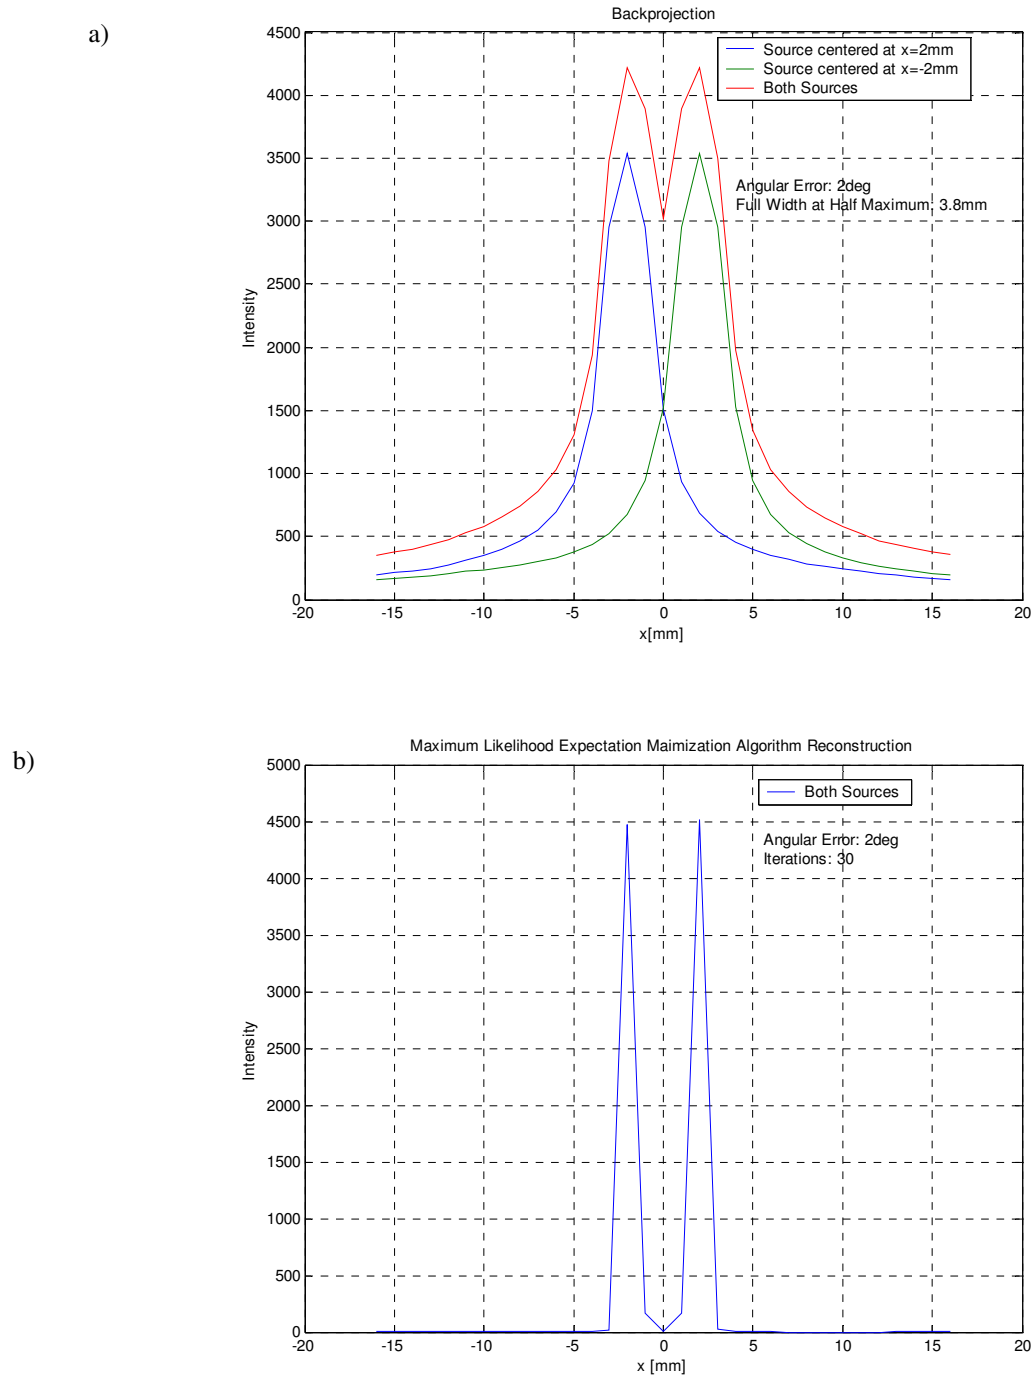 a)
Backprojection
4500
4000
3500
3000
2500
2000
1500
1000
500
0
Intensity
Source centered at x=2mm
Source centered at x=-2mm
Both Sources
Angular Error: 2deg
Full Width at Half Maximum: 3.8mm
-20 -15 -10 -5 0 5 10 15 20
x[mm]
b)
Maximum Likelihood Expectation Maimization Algorithm Reconstruction
5000
4500
4000
3500
3000
2500
2000
1500
1000
500
0
Intensity
Both Sources
Angular Error: 2deg
Iterations: 30
-20 -15 -10 -5 0 5 10 15 20
x [mm]